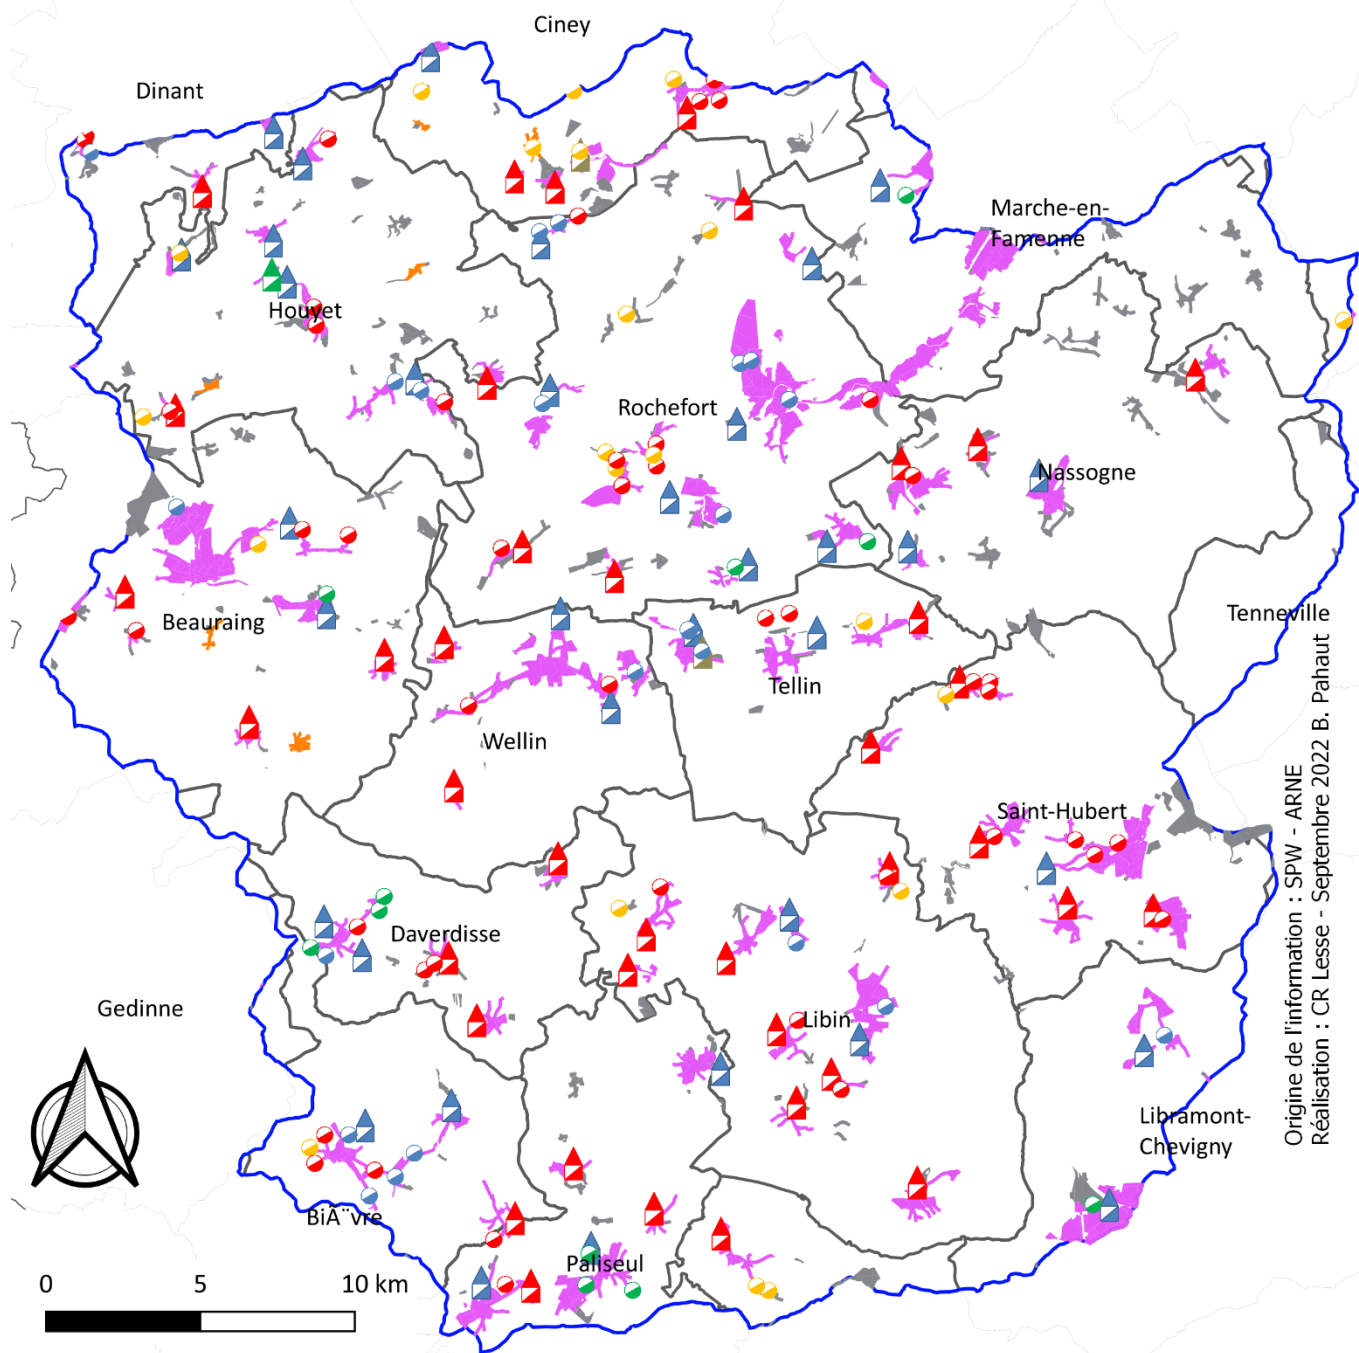 Ciney
Dinant
Marche-en-
Famenne
Houyet
Rochefort
Nassogne
Beauraing
Tenneville
Tellin
Wellin
Saint-Hubert
Daverdisse
Gedinne
Libin
Libramont-
Chevigny
BiÃ¨vre
Paliseul
0 5 10 km
Origine de l'information : SPW - ARNE
Réalisation : CR Lesse - Septembre 2022 B. Pahaut